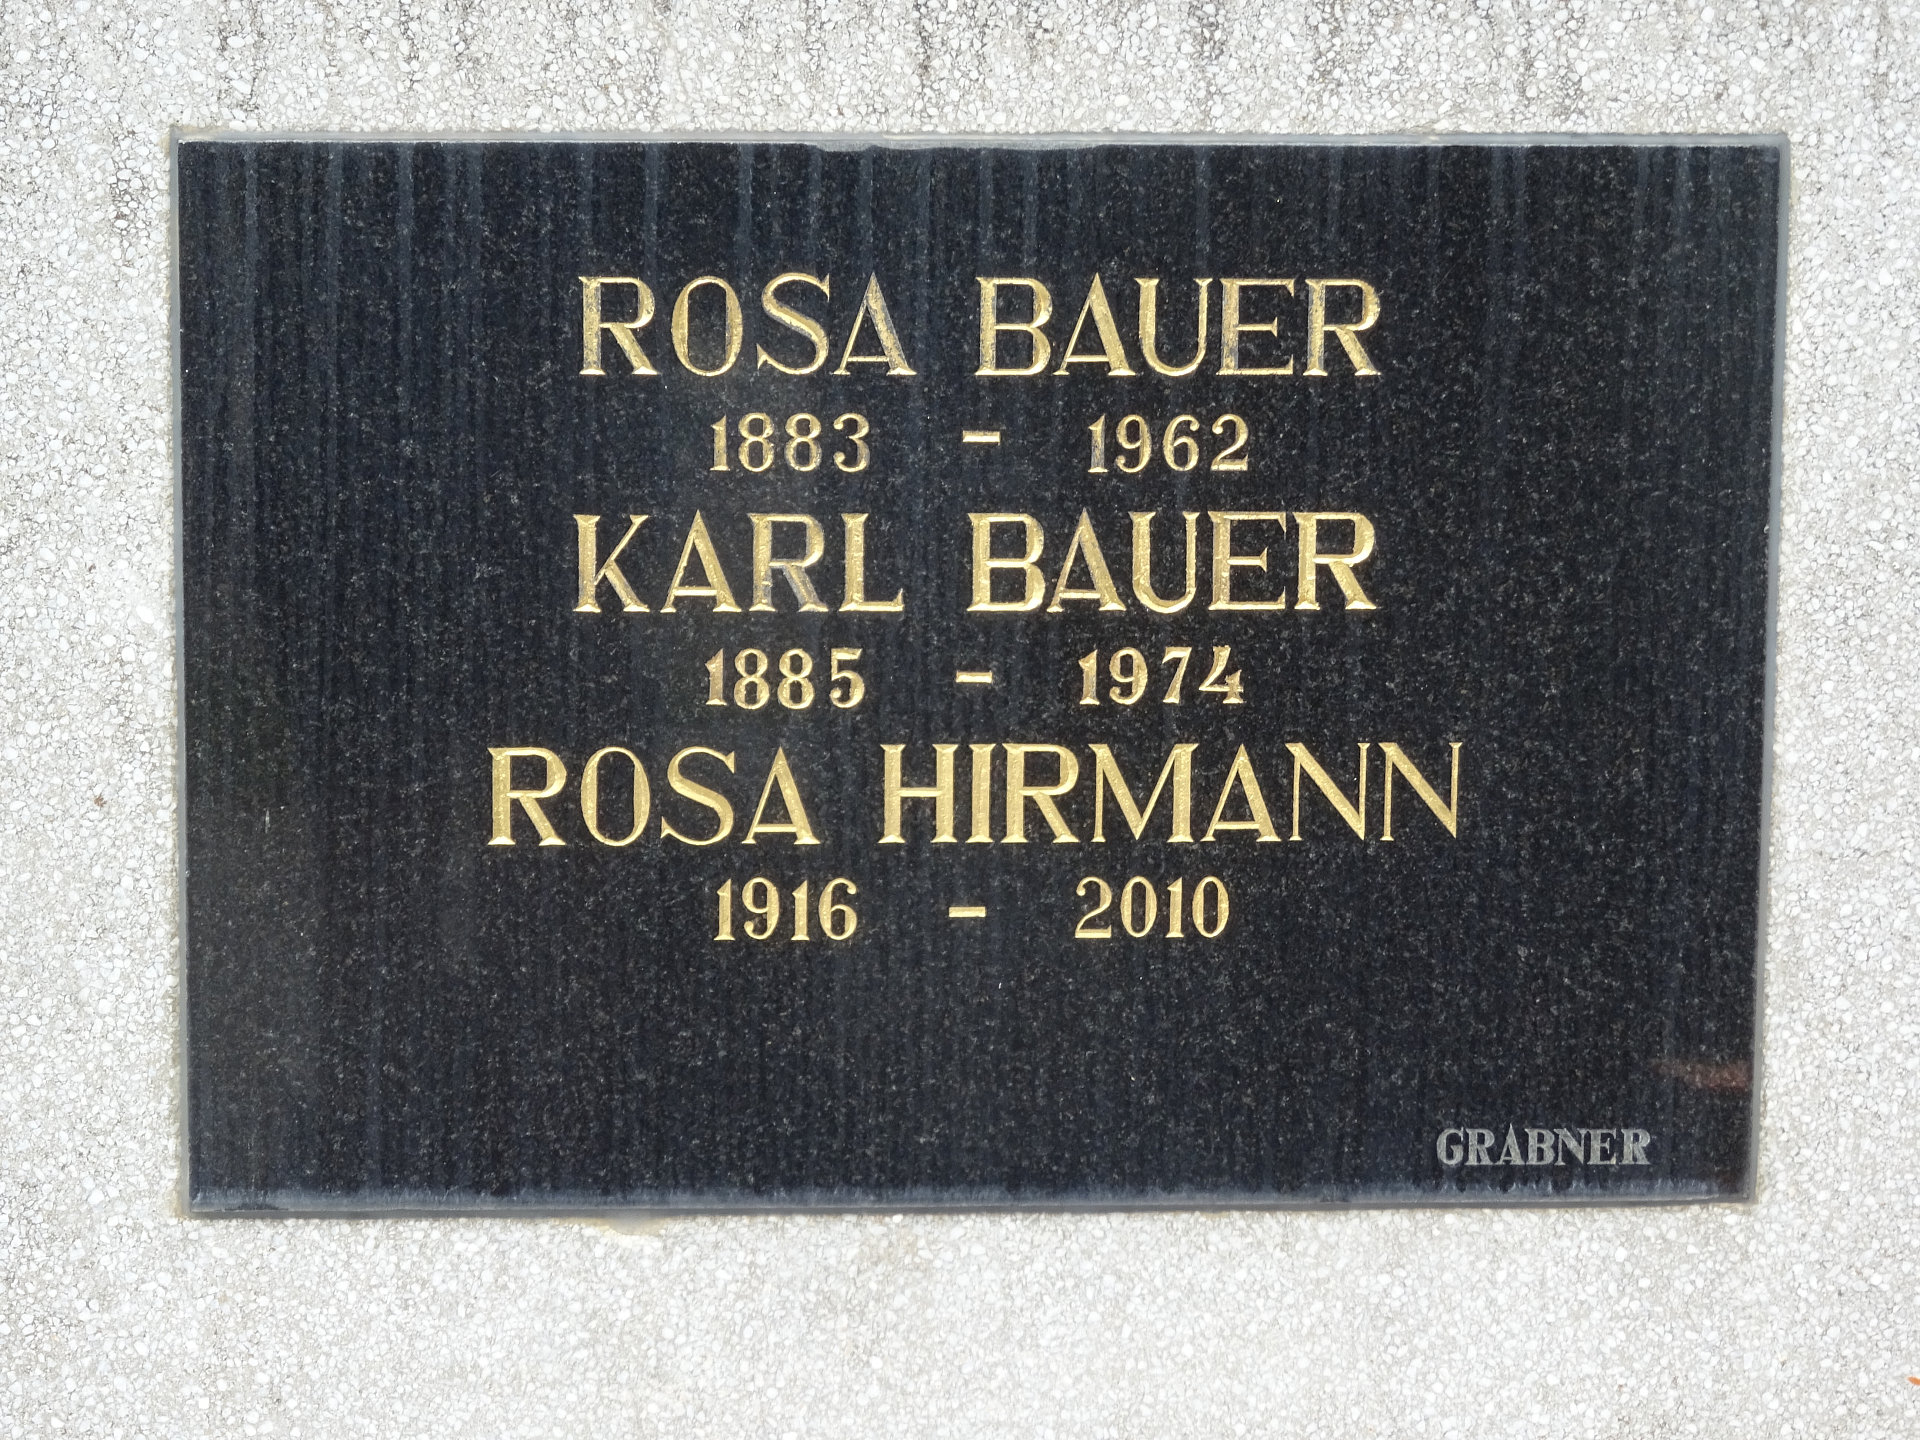 ROSA BAUER
1883 - 1962
KARL BAUER
1885 - 1974
ROSA HIRMANN
1916 - 2010
GRABNER